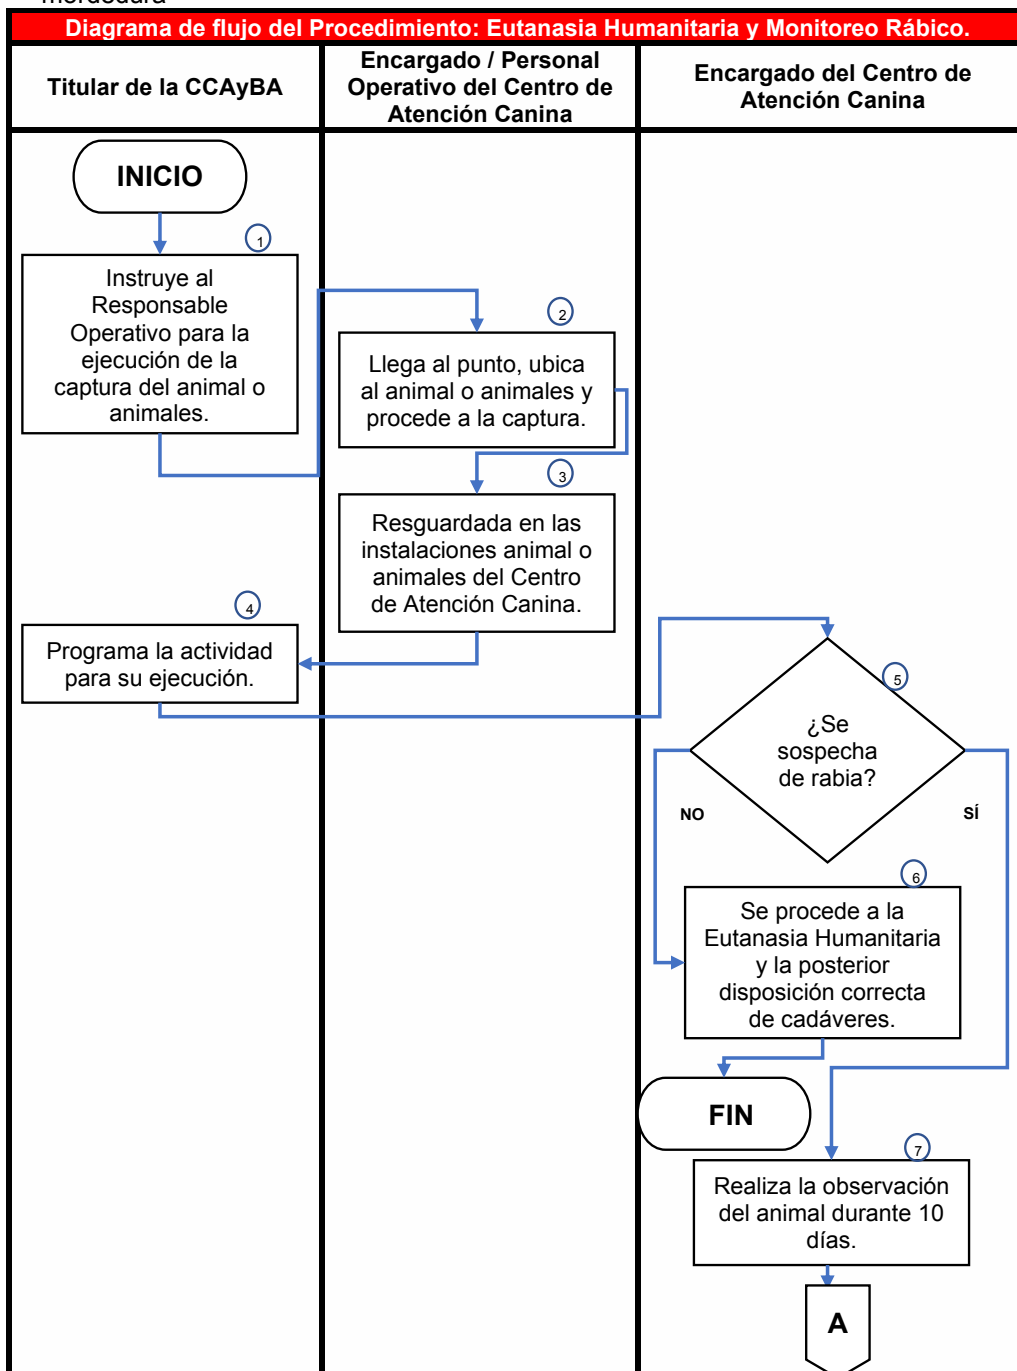 mordedura
Diagrama de flujo del Procedimiento: Eutanasia Humanitaria y Monitoreo Rábico.
Titular de la CCAyBA
Encargado / Personal
Operativo del Centro de
Atención Canina
Encargado del Centro de
Atención Canina
INICIO
1
Instruye al
Responsable
Operativo para la
ejecución de la
captura del animal o
animales.
2
Llega al punto, ubica
al animal o animales y
procede a la captura.
3
Resguardada en las
instalaciones animal o
animales del Centro
de Atención Canina.
4
Programa la actividad
para su ejecución.
5
¿Se
sospecha
de rabia?
NO
SÍ
6
Se procede a la
Eutanasia Humanitaria
y la posterior
disposición correcta
de cadáveres.
FIN
7
Realiza la observación
del animal durante 10
días.
A